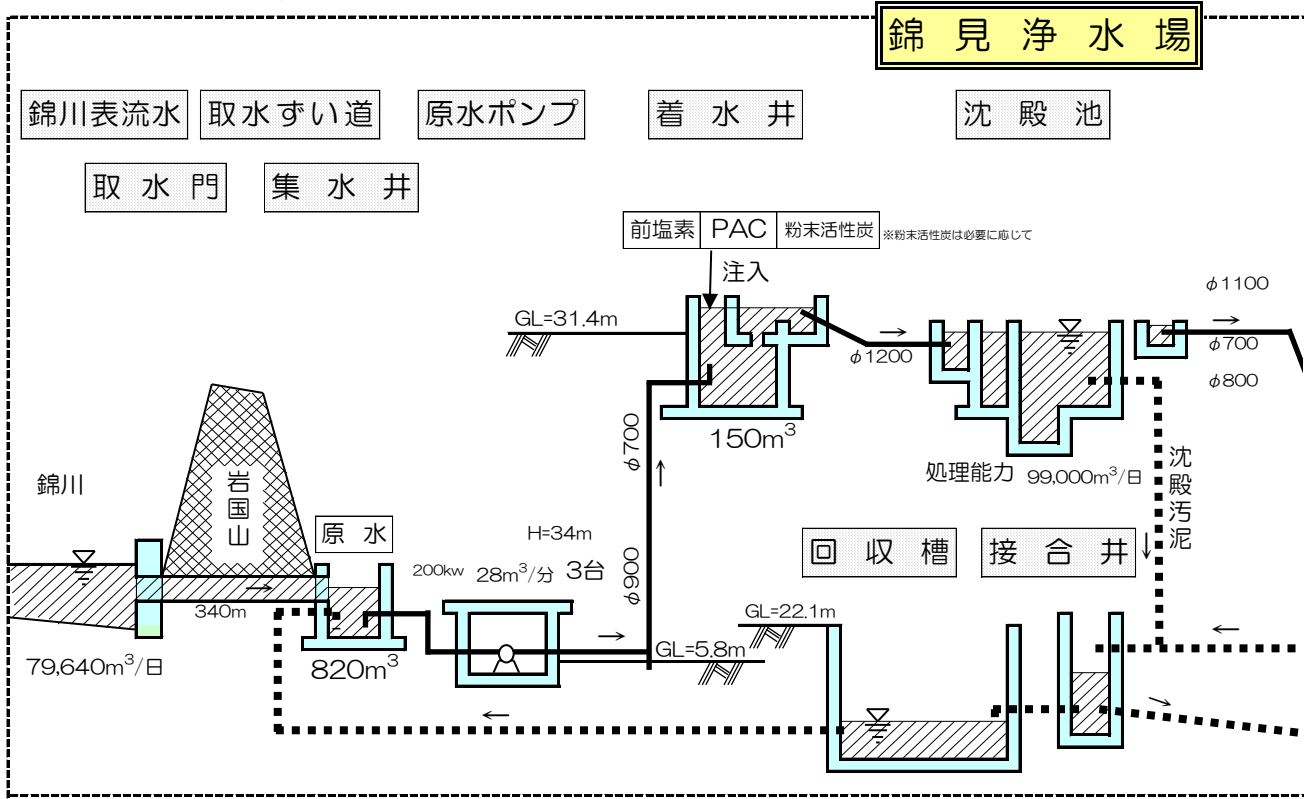 錦見浄水場
錦川表流水
取水ずい道
原水ポンプ
着水井
沈殿池
取水門
集水井
前塩素
PAC
粉末活性炭
※粉末活性炭は必要に応じて
注入
φ1100
GL=31.4m
→
→
φ1200
φ700
φ800
150m³
φ700
↑
処理能力 99,000m³/日
沈殿汚泥
↓
錦川
岩国山
原水
H=34m
200kw 28m³/分 3台
φ900
回収槽
接合井
→
340m
79,640m³/日
820m³
→
GL=5.8m
GL=22.1m
←
←
→